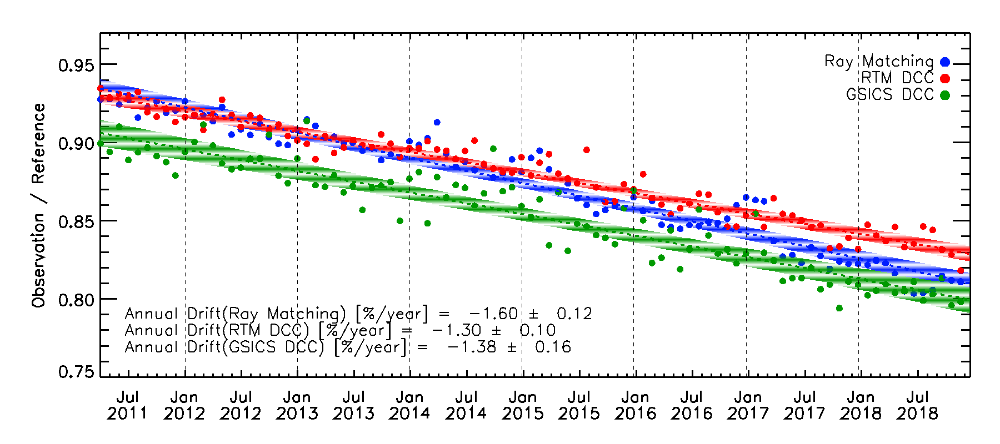 Observation / Reference
0.95
0.90
0.85
0.80
0.75
Ray Matching
RTM DCC
GSICS DCC
Annual Drift(Ray Matching) [%/year] = −1.60 ± 0.12
Annual Drift(RTM DCC) [%/year] = −1.30 ± 0.10
Annual Drift(GSICS DCC) [%/year] = −1.38 ± 0.16
Jul Jan Jul Jan Jul Jan Jul Jan Jul Jan Jul Jan Jul Jan Jul
2011 2012 2012 2013 2013 2014 2014 2015 2015 2016 2016 2017 2017 2018 2018